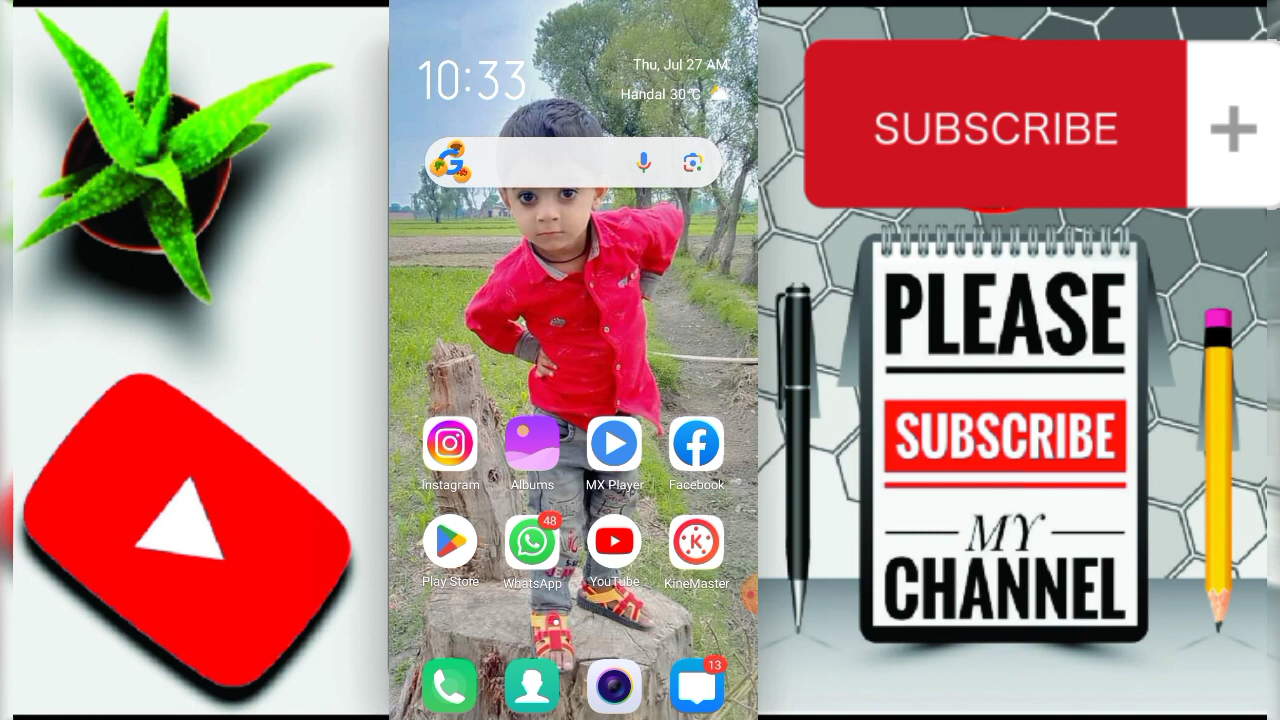 10:33
Thu, Jul 27 AM
Handal 30°C
Instagram
Albums
MX Player
Facebook
48
Play Store
WhatsApp
YouTube
KineMaster
13
SUBSCRIBE
PLEASE
SUBSCRIBE
MY
CHANNEL